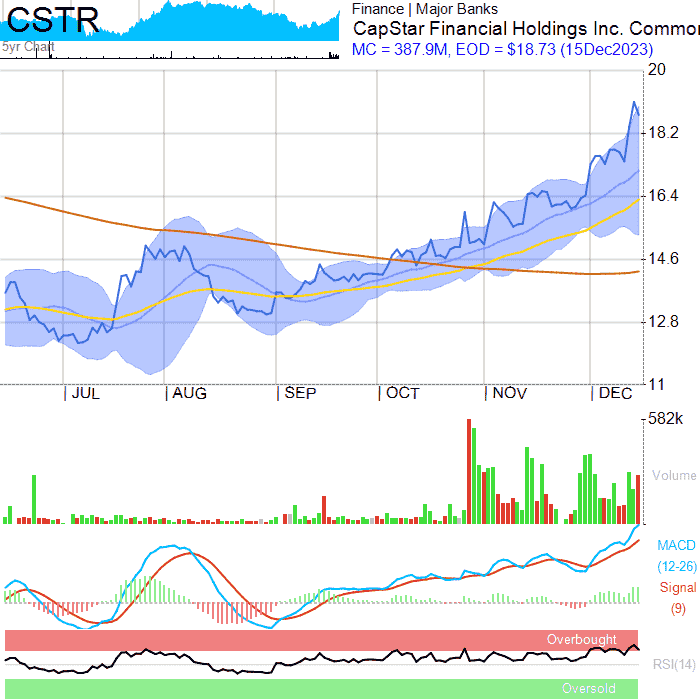 CSTR
5yr Chart
Finance | Major Banks
CapStar Financial Holdings Inc. Common
MC = 387.9M, EOD = $18.73 (15Dec2023)
20
18.2
16.4
14.6
12.8
11
| JUL | AUG | SEP | OCT | NOV | DEC
582k
Volume
MACD
(12-26)
Signal
(9)
Overbought
RSI(14)
Oversold